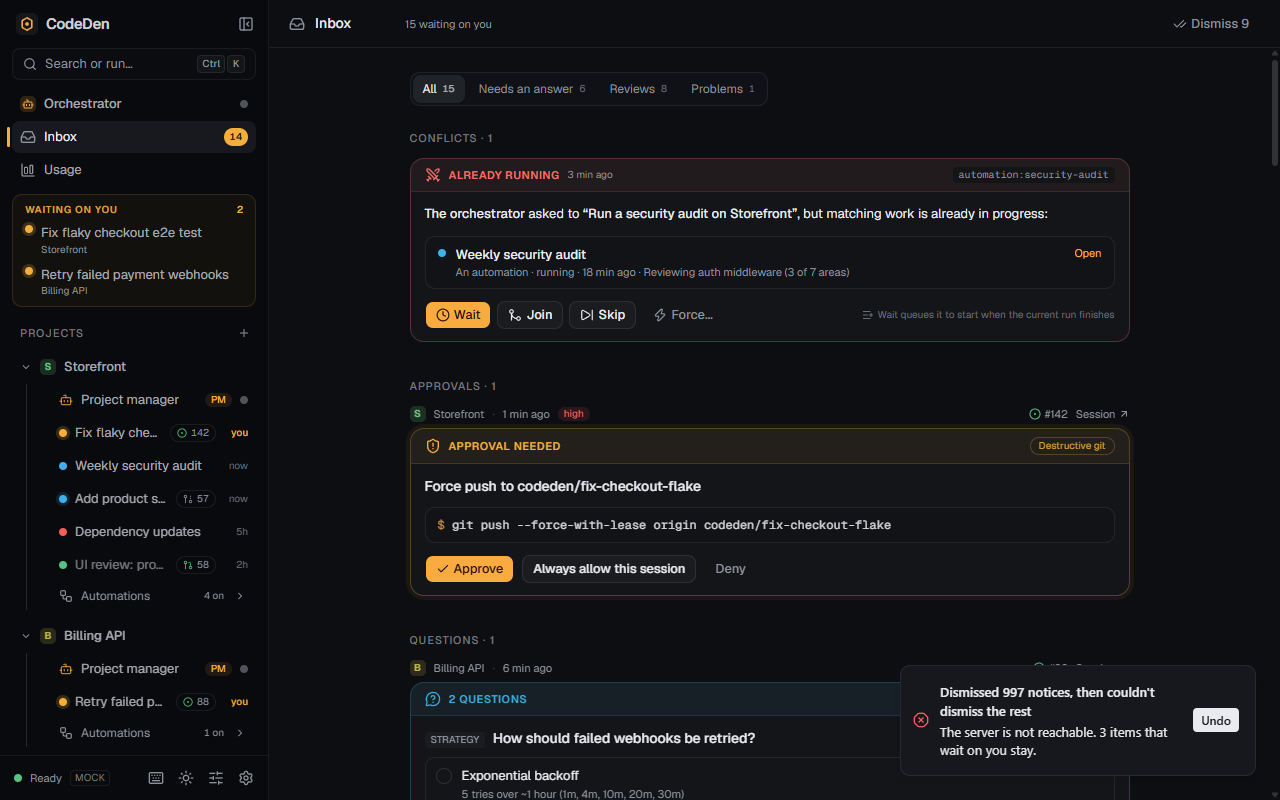 CodeDen
Search or run... Ctrl K
Orchestrator
Inbox 14
Usage
WAITING ON YOU 2
Fix flaky checkout e2e test
Storefront
Retry failed payment webhooks
Billing API
PROJECTS
S Storefront
Project manager PM
Fix flaky che... 142 you
Weekly security audit now
Add product s... 57 now
Dependency updates 5h
UI review: pro... 58 2h
Automations 4 on
B Billing API
Project manager PM
Retry failed p... 88 you
Automations 1 on
Ready MOCK
Inbox 15 waiting on you Dismiss 9
All 15 Needs an answer 6 Reviews 8 Problems 1
CONFLICTS · 1
ALREADY RUNNING 3 min ago automation:security-audit
The orchestrator asked to “Run a security audit on Storefront”, but matching work is already in progress:
Weekly security audit Open
An automation · running · 18 min ago · Reviewing auth middleware (3 of 7 areas)
Wait Join Skip Force... Wait queues it to start when the current run finishes
APPROVALS · 1
S Storefront · 1 min ago high #142 Session
APPROVAL NEEDED Destructive git
Force push to codeden/fix-checkout-flake
$ git push --force-with-lease origin codeden/fix-checkout-flake
Approve Always allow this session Deny
QUESTIONS · 1
B Billing API · 6 min ago
2 QUESTIONS
STRATEGY How should failed webhooks be retried?
Exponential backoff
5 tries over ~1 hour (1m, 4m, 10m, 20m, 30m)
Dismissed 997 notices, then couldn't
dismiss the rest
The server is not reachable. 3 items that
wait on you stay.
Undo